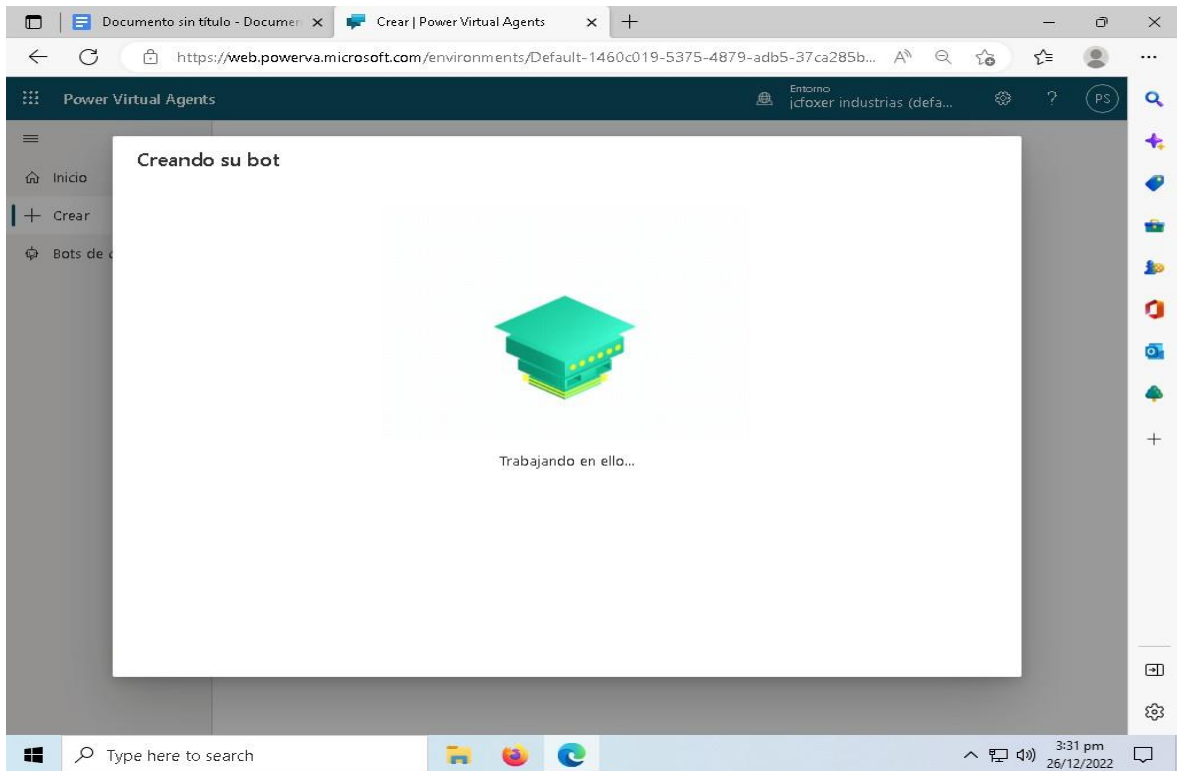 Documento sin título - Documen
Crear | Power Virtual Agents
https://web.powerva.microsoft.com/environments/Default-1460c019-5375-4879-adb5-37ca285b...
Power Virtual Agents
Entorno
jcfoxer industrias (defa...
?
PS
Creando su bot
Inicio
Crear
Bots de c
Trabajando en ello...
Type here to search
3:31 pm
26/12/2022